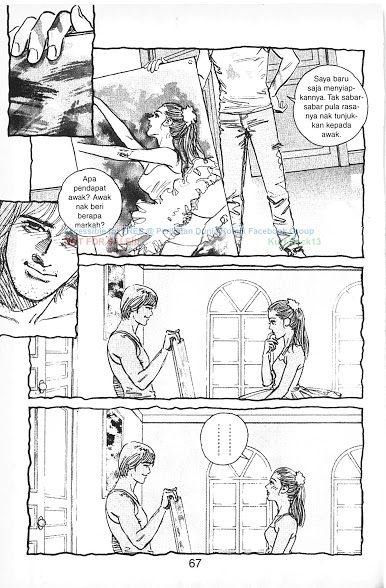 Saya baru
saja menyiap-
kannya. Tak sabar-
sabar pula rasa-
nya nak tunjuk-
kan kepada
awak.
Apa
pendapat
awak? Awak
nak beri
berapa
markah?
67